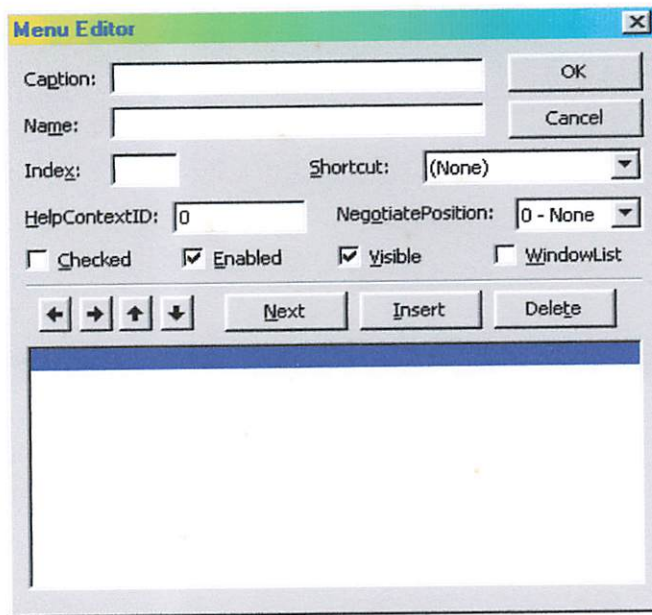 Menu Editor
Caption:
OK
Name:
Cancel
Index:
Shortcut: (None)
HelpContextID: 0
NegotiatePosition: 0 - None
Checked
Enabled
Visible
WindowList
Next
Insert
Delete